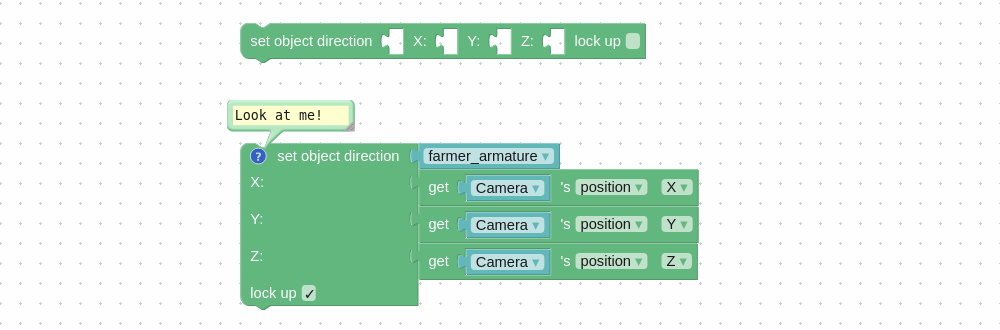 set object direction X: Y: Z: lock up
Look at me!
? set object direction farmer_armature ▾
X: get Camera ▾ 's position ▾ X ▾
Y: get Camera ▾ 's position ▾ Y ▾
Z: get Camera ▾ 's position ▾ Z ▾
lock up ✓